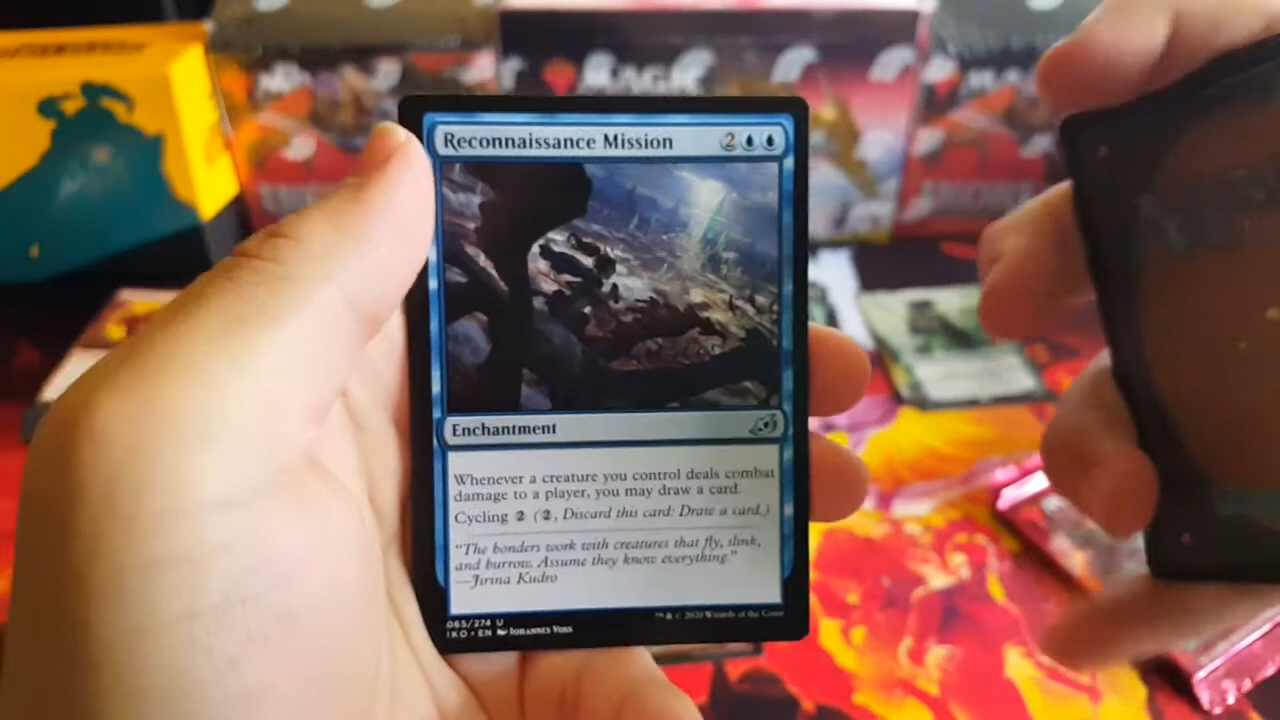 MAGIC
Reconnaissance Mission 2
Enchantment
Whenever a creature you control deals combat
damage to a player, you may draw a card.
Cycling 2 (2, Discard this card: Draw a card.)
"The bonders work with creatures that fly, slink,
and burrow. Assume they know everything."
—Jirina Kudro
065/274 U
IKO • EN Johannes Voss
™ & © 2020 Wizards of the Coast